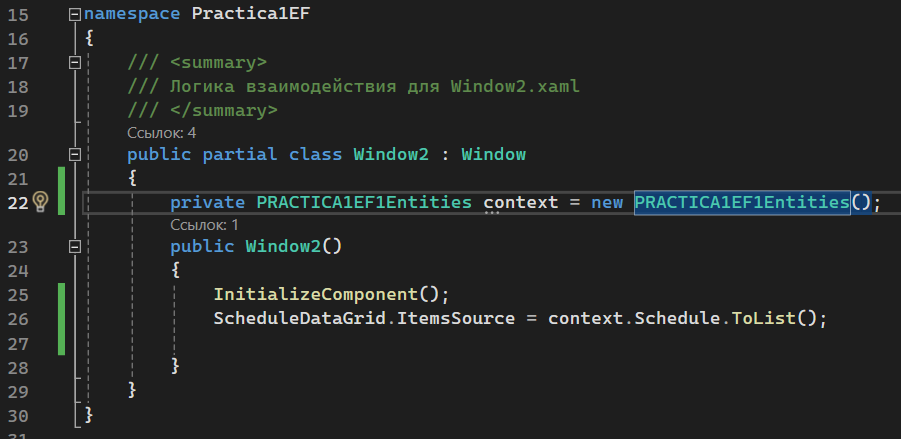 15 namespace Practica1EF
16 {
17 /// <summary>
18 /// Логика взаимодействия для Window2.xaml
19 /// </summary>
Ссылок: 4
20 public partial class Window2 : Window
21 {
22 private PRACTICA1EF1Entities context = new PRACTICA1EF1Entities();
Ссылок: 1
23 public Window2()
24 {
25 InitializeComponent();
26 ScheduleDataGrid.ItemsSource = context.Schedule.ToList();
27
28 }
29 }
30 }
31